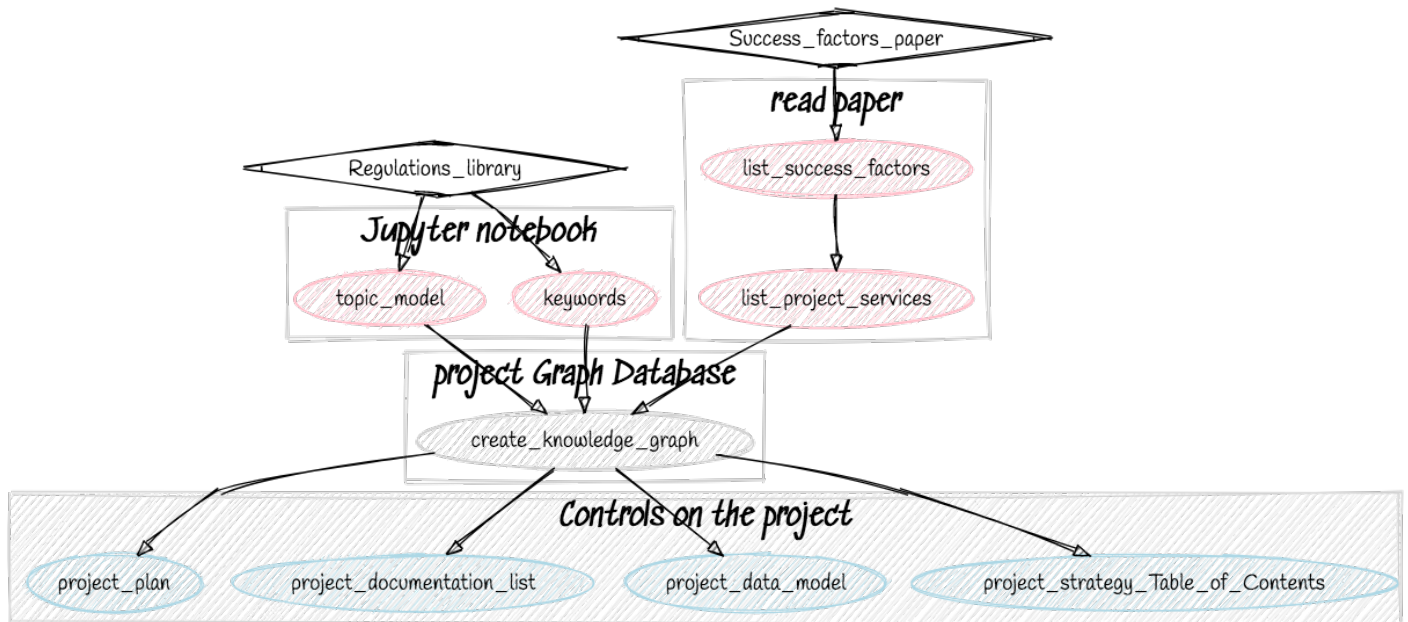 Success_factors_paper
read paper
list_success_factors
Regulations_library
Jupyter notebook
topic_model
keywords
list_project_services
project Graph Database
create_knowledge_graph
Controls on the project
project_plan
project_documentation_list
project_data_model
project_strategy_Table_of_Contents